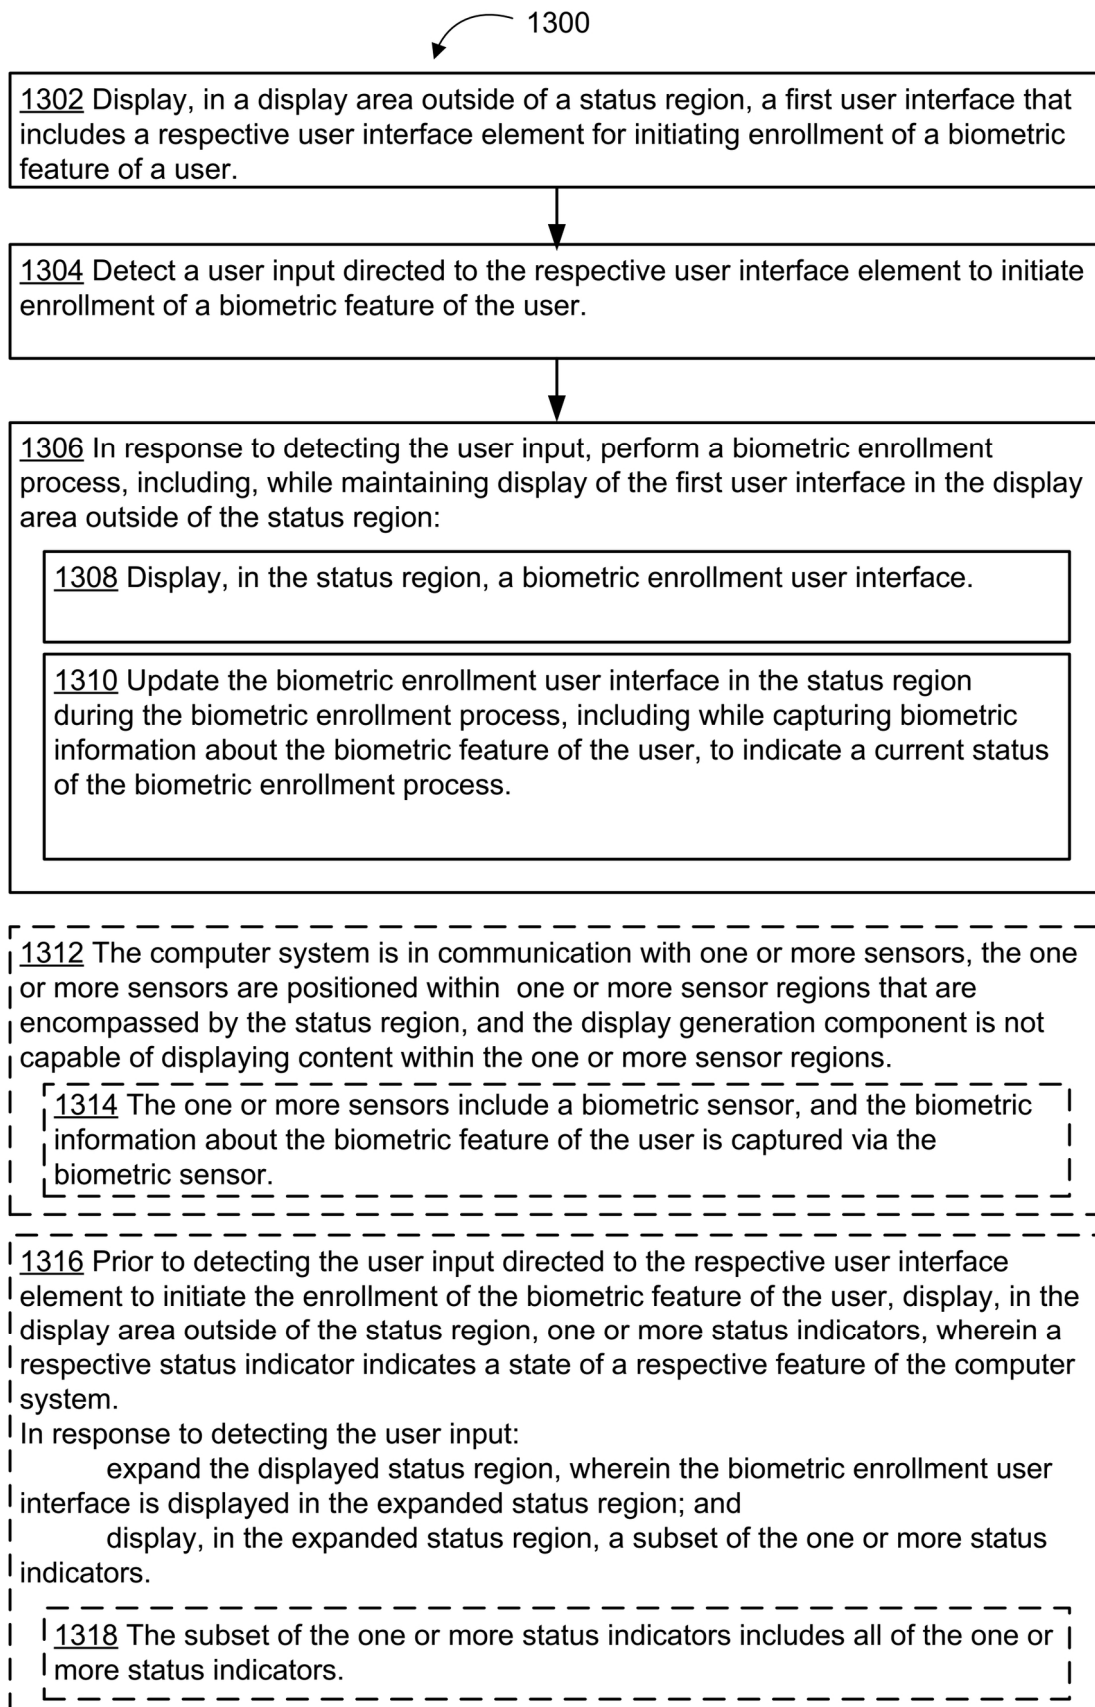 1300
1302 Display, in a display area outside of a status region, a first user interface that
includes a respective user interface element for initiating enrollment of a biometric
feature of a user.
1304 Detect a user input directed to the respective user interface element to initiate
enrollment of a biometric feature of the user.
1306 In response to detecting the user input, perform a biometric enrollment
process, including, while maintaining display of the first user interface in the display
area outside of the status region:
1308 Display, in the status region, a biometric enrollment user interface.
1310 Update the biometric enrollment user interface in the status region
during the biometric enrollment process, including while capturing biometric
information about the biometric feature of the user, to indicate a current status
of the biometric enrollment process.
1312 The computer system is in communication with one or more sensors, the one
or more sensors are positioned within one or more sensor regions that are
encompassed by the status region, and the display generation component is not
capable of displaying content within the one or more sensor regions.
1314 The one or more sensors include a biometric sensor, and the biometric
information about the biometric feature of the user is captured via the
biometric sensor.
1316 Prior to detecting the user input directed to the respective user interface
element to initiate the enrollment of the biometric feature of the user, display, in the
display area outside of the status region, one or more status indicators, wherein a
respective status indicator indicates a state of a respective feature of the computer
system.
In response to detecting the user input:
expand the displayed status region, wherein the biometric enrollment user
interface is displayed in the expanded status region; and
display, in the expanded status region, a subset of the one or more status
indicators.
1318 The subset of the one or more status indicators includes all of the one or
more status indicators.